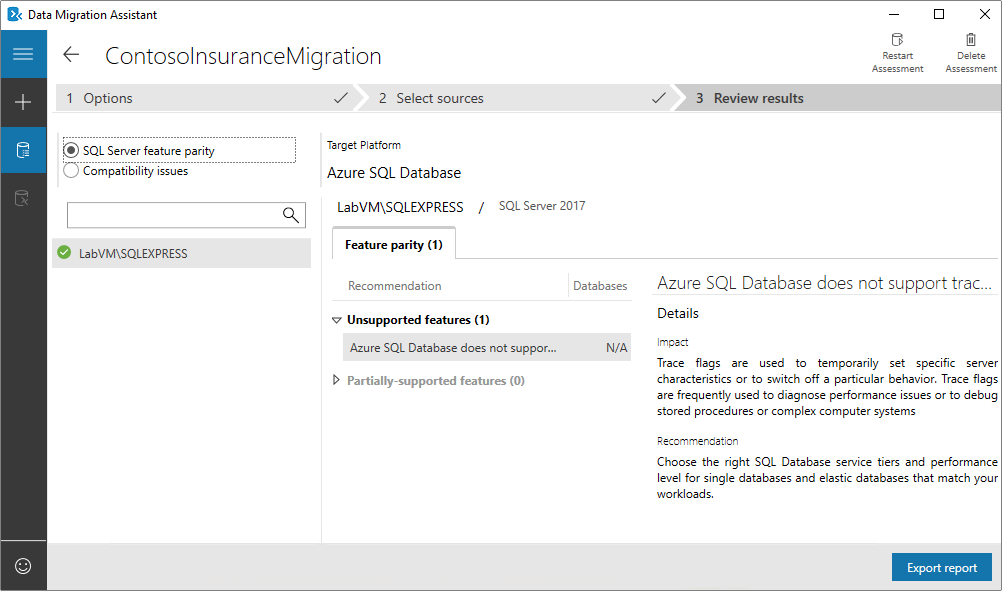 Data Migration Assistant
ContosoInsuranceMigration
Restart
Assessment
Delete
Assessment
1 Options
2 Select sources
3 Review results
SQL Server feature parity
Compatibility issues
LabVM\SQLEXPRESS
Target Platform
Azure SQL Database
LabVM\SQLEXPRESS / SQL Server 2017
Feature parity (1)
Recommendation Databases
Unsupported features (1)
Azure SQL Database does not suppor... N/A
Partially-supported features (0)
Azure SQL Database does not support trac...
Details
Impact
Trace flags are used to temporarily set specific server
characteristics or to switch off a particular behavior. Trace flags
are frequently used to diagnose performance issues or to debug
stored procedures or complex computer systems
Recommendation
Choose the right SQL Database service tiers and performance
level for single databases and elastic databases that match your
workloads.
Export report